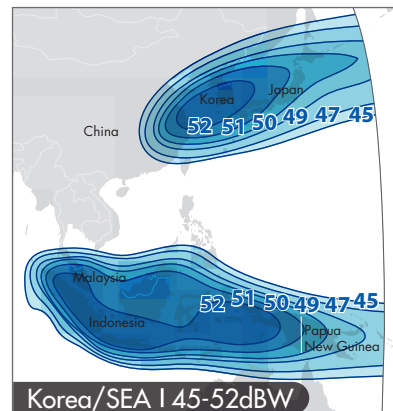 Korea
Japan
China
52 51 50 49 47 45
Malaysia
52 51 50 49 47 45
Indonesia
Papua
New Guinea
Korea/SEA I 45-52dBW